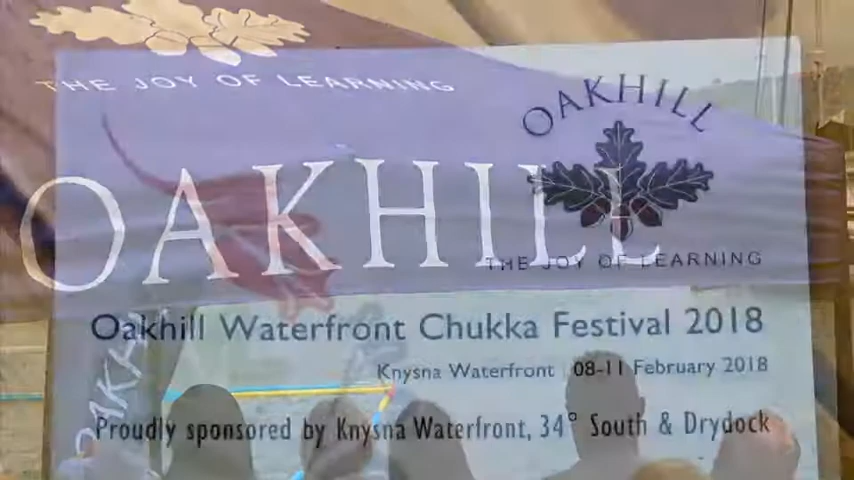 THE JOY OF LEARNING
OAKHILL
OAKHILL
THE JOY OF LEARNING
Oakhill Waterfront Chukka Festival 2018
Knysna Waterfront 08-11 February 2018
OAKH
Proudly sponsored by Knysna Waterfront, 34° South & Drydock